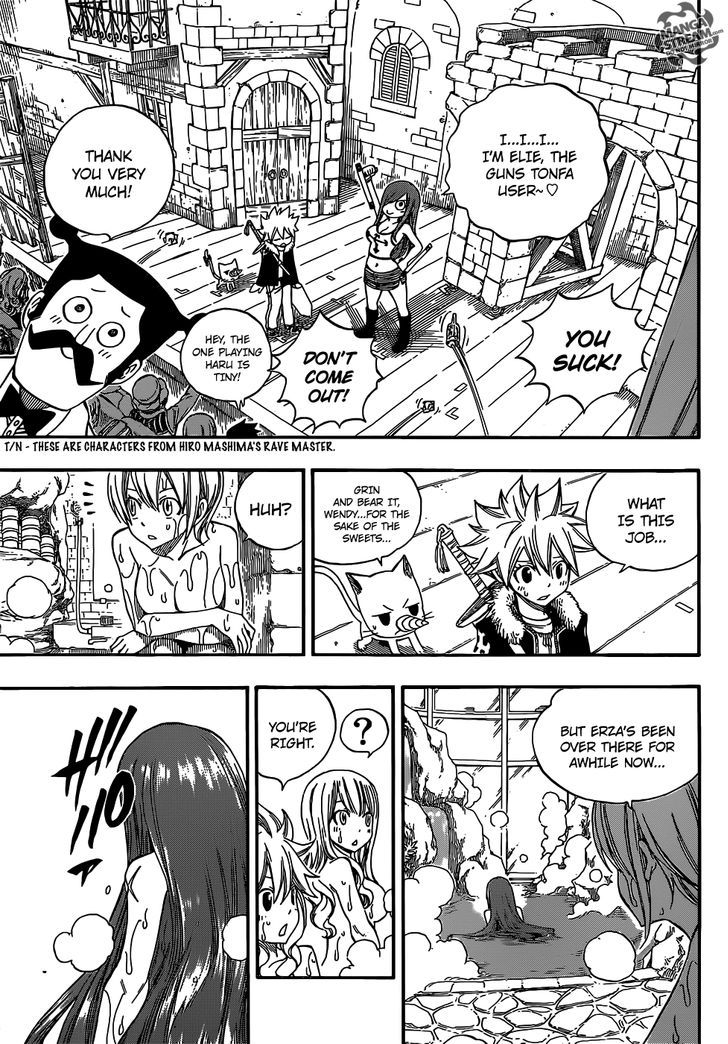 MANGA
STREAM
I...I...I...
I'M ELIE, THE
GUNS TONFA
USER~♡
THANK
YOU VERY
MUCH!
YOU
SUCK!
DON'T
COME
OUT!
HEY, THE
ONE PLAYING
HARU IS
TINY!
T/N - THESE ARE CHARACTERS FROM HIRO MASHIMA'S RAVE MASTER.
WHAT
IS THIS
JOB...
GRIN
AND BEAR IT,
WENDY...FOR THE
SAKE OF THE
SWEETS...
HUH?
BUT ERZA'S BEEN
OVER THERE FOR
AWHILE NOW...
?
YOU'RE
RIGHT.